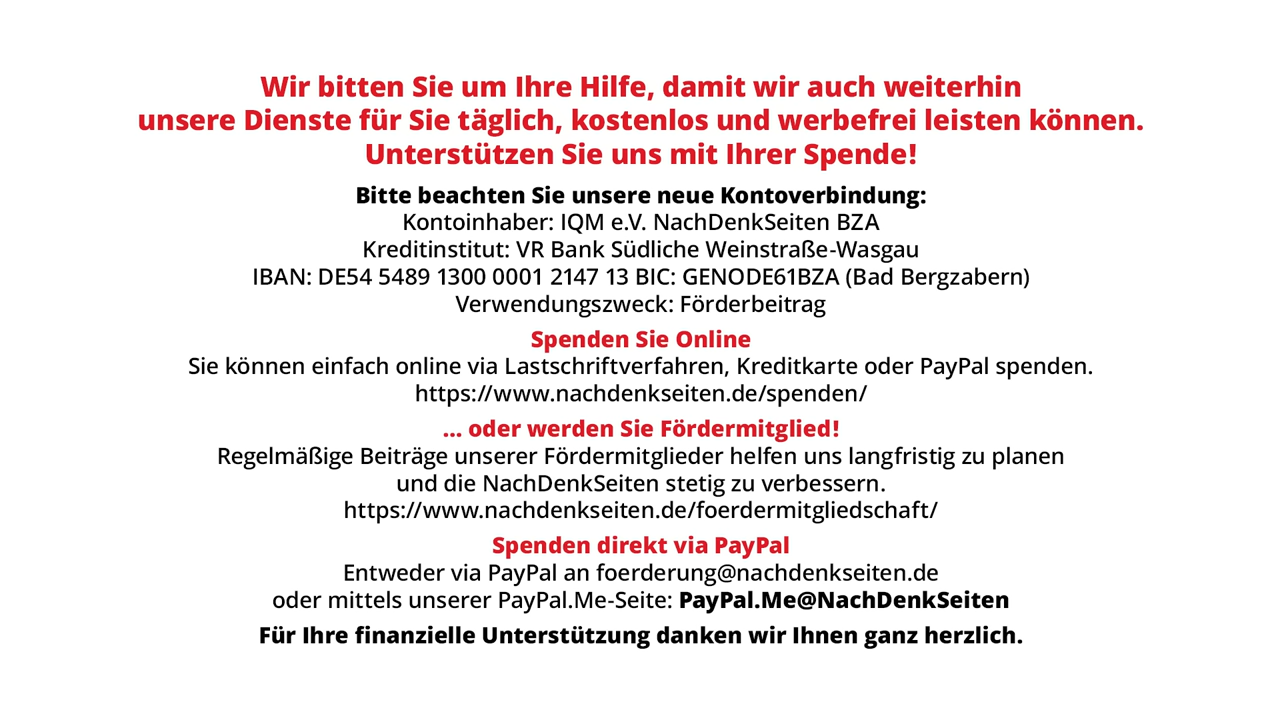 Wir bitten Sie um Ihre Hilfe, damit wir auch weiterhin
unsere Dienste für Sie täglich, kostenlos und werbefrei leisten können.
Unterstützen Sie uns mit Ihrer Spende!
Bitte beachten Sie unsere neue Kontoverbindung:
Kontoinhaber: IQM e.V. NachDenkSeiten BZA
Kreditinstitut: VR Bank Südliche Weinstraße-Wasgau
IBAN: DE54 5489 1300 0001 2147 13 BIC: GENODE61BZA (Bad Bergzabern)
Verwendungszweck: Förderbeitrag
Spenden Sie Online
Sie können einfach online via Lastschriftverfahren, Kreditkarte oder PayPal spenden.
https://www.nachdenkseiten.de/spenden/
... oder werden Sie Fördermitglied!
Regelmäßige Beiträge unserer Fördermitglieder helfen uns langfristig zu planen
und die NachDenkSeiten stetig zu verbessern.
https://www.nachdenkseiten.de/foerdermitgliedschaft/
Spenden direkt via PayPal
Entweder via PayPal an foerderung@nachdenkseiten.de
oder mittels unserer PayPal.Me-Seite: PayPal.Me@NachDenkSeiten
Für Ihre finanzielle Unterstützung danken wir Ihnen ganz herzlich.